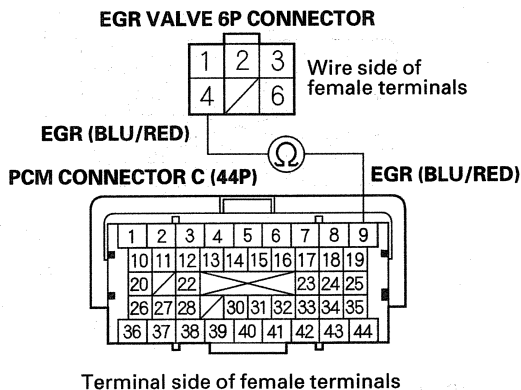 EGR VALVE 6P CONNECTOR
1 2 3
4 6
Wire side of
female terminals
EGR (BLU/RED)
Ω
EGR (BLU/RED)
PCM CONNECTOR C (44P)
1 2 3 4 5 6 7 8 9
10 11 12 13 14 15 16 17 18 19
20 22 23 24 25
26 27 28 30 31 32 33 34 35
36 37 38 39 40 41 42 43 44
Terminal side of female terminals